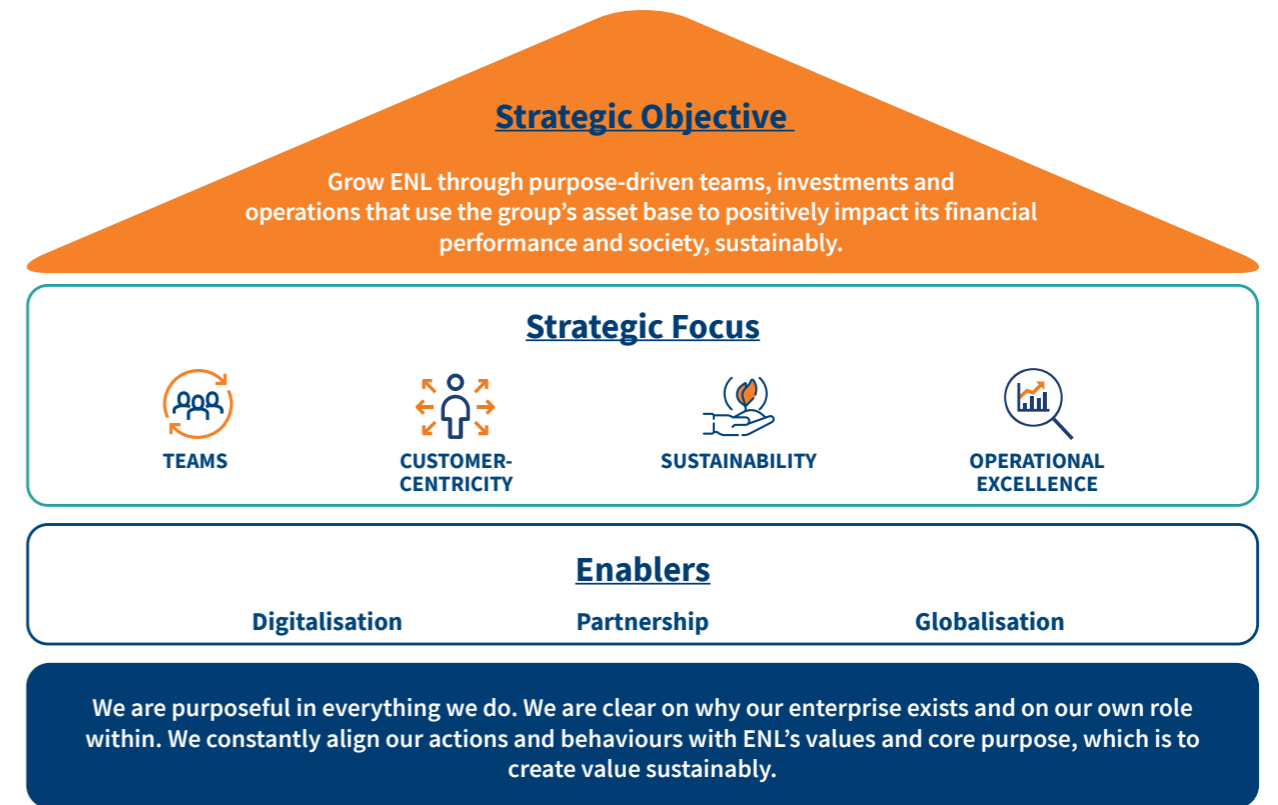 Strategic Objective
Grow ENL through purpose-driven teams, investments and
operations that use the group’s asset base to positively impact its financial
performance and society, sustainably.
Strategic Focus
TEAMS
CUSTOMER-
CENTRICITY
SUSTAINABILITY
OPERATIONAL
EXCELLENCE
Enablers
Digitalisation
Partnership
Globalisation
We are purposeful in everything we do. We are clear on why our enterprise exists and on our own role
within. We constantly align our actions and behaviours with ENL’s values and core purpose, which is to
create value sustainably.